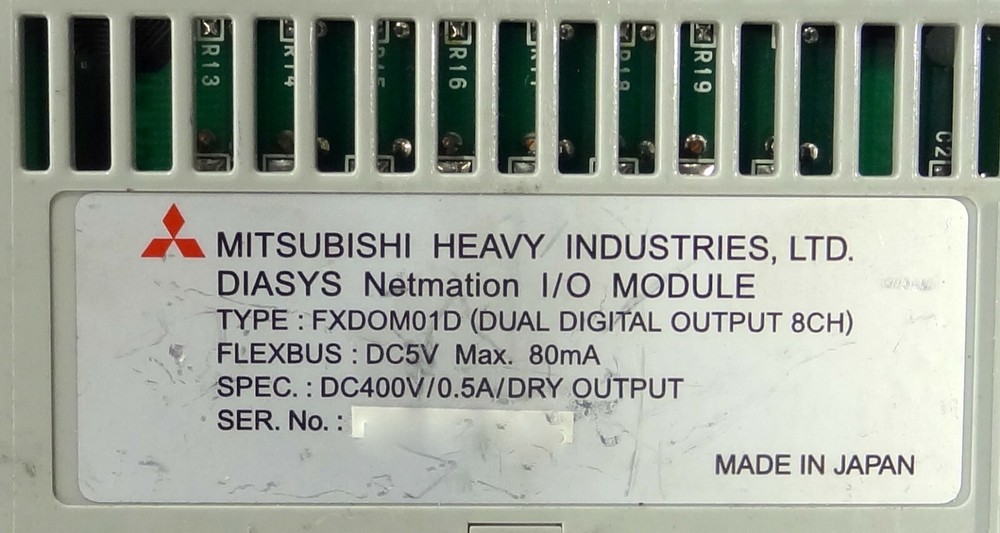 R13 R14 R16 R19
MITSUBISHI HEAVY INDUSTRIES, LTD.
DIASYS Netmation I/O MODULE
TYPE : FXDOM01D (DUAL DIGITAL OUTPUT 8CH)
FLEXBUS : DC5V Max. 80mA
SPEC. : DC400V/0.5A/DRY OUTPUT
SER. No. :
MADE IN JAPAN